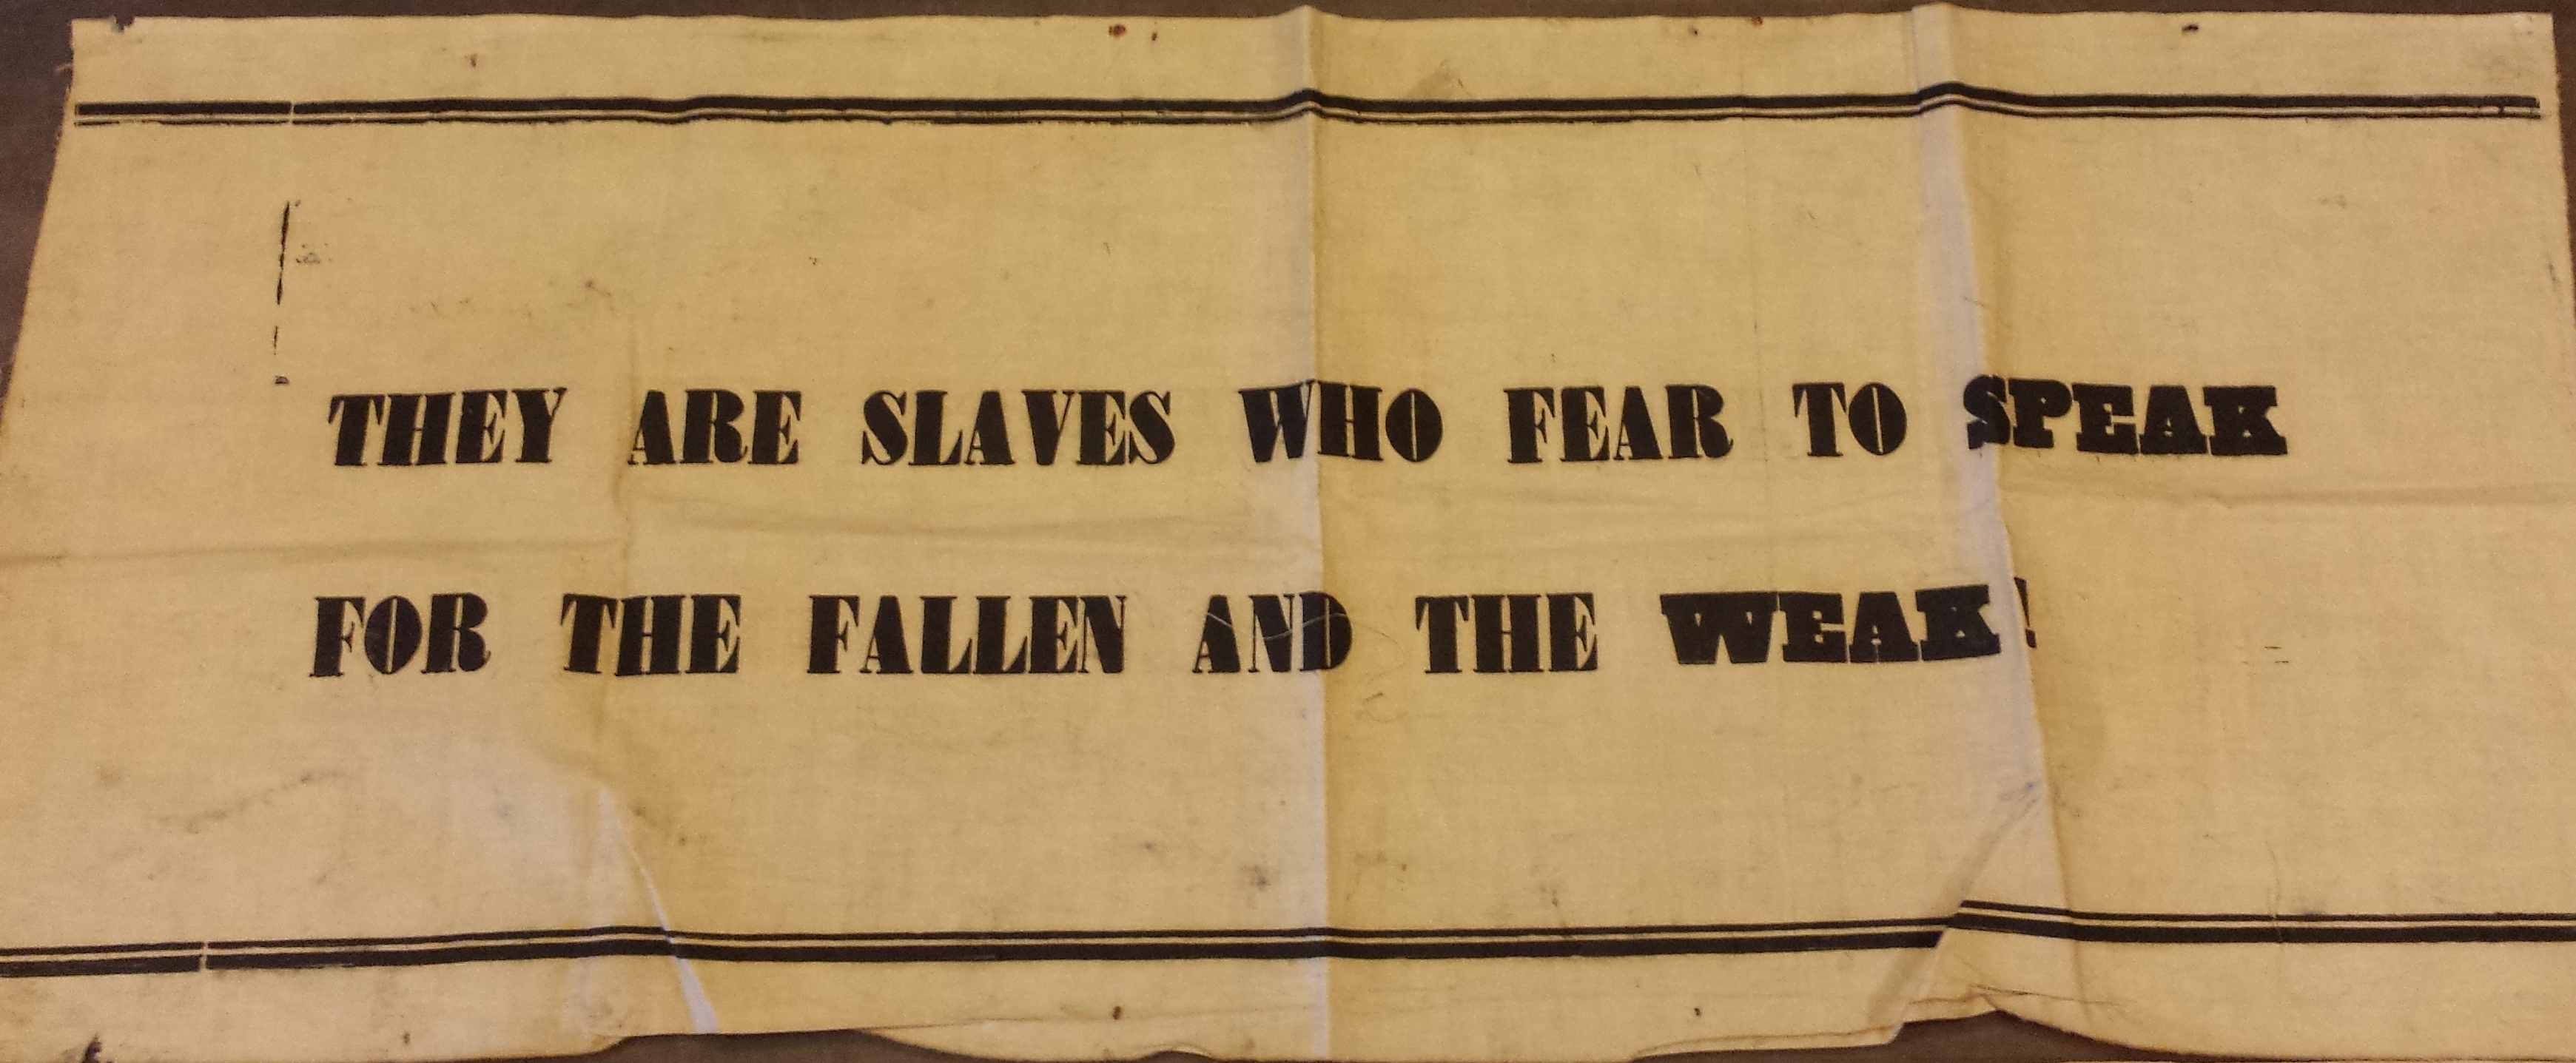 THEY ARE SLAVES WHO FEAR TO SPEAK
FOR THE FALLEN AND THE WEAK!